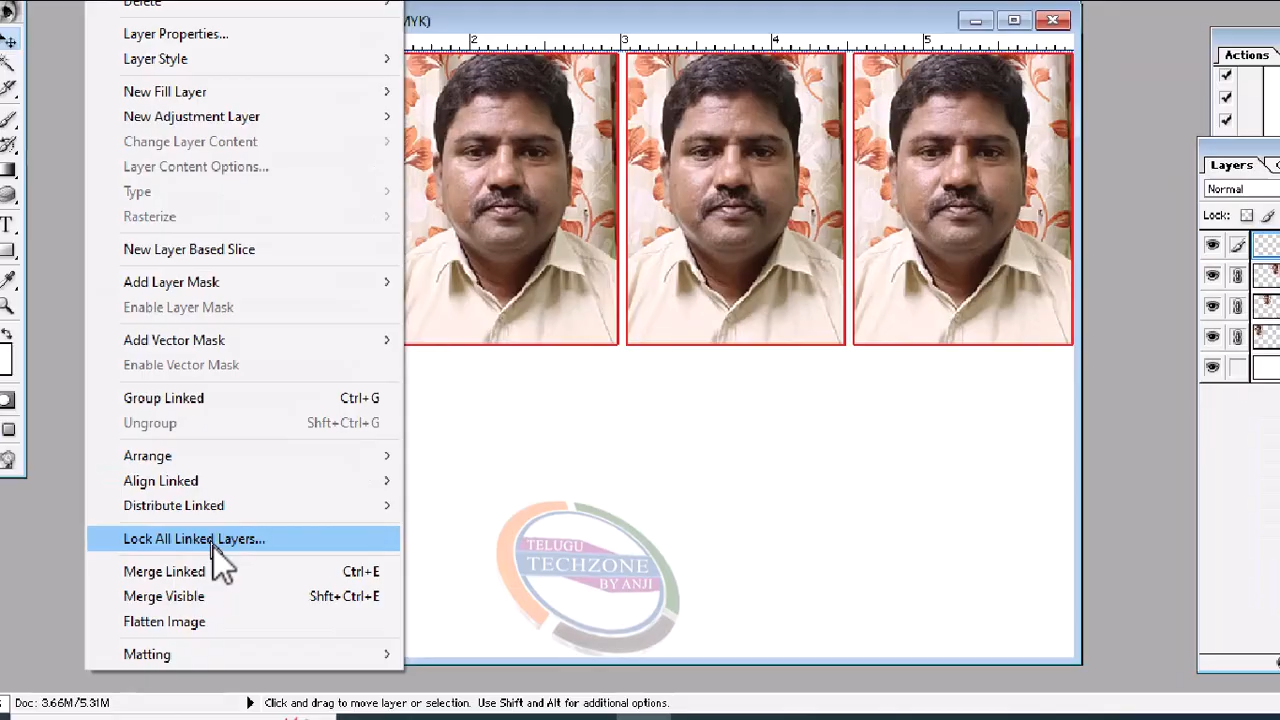 Delete
MYK)
Layer Properties...
Layer Style
New Fill Layer
New Adjustment Layer
Change Layer Content
Layer Content Options...
Type
Rasterize
New Layer Based Slice
Add Layer Mask
Enable Layer Mask
Add Vector Mask
Enable Vector Mask
Group Linked Ctrl+G
Ungroup Shft+Ctrl+G
Arrange
Align Linked
Distribute Linked
Lock All Linked Layers...
Merge Linked Ctrl+E
Merge Visible Shft+Ctrl+E
Flatten Image
Matting
2 3 4 5
TELUGU
TECHZONE
BY ANJI
Actions
Layers
Normal
Lock:
T
Doc: 3.66M/5.31M Click and drag to move layer or selection. Use Shift and Alt for additional options.